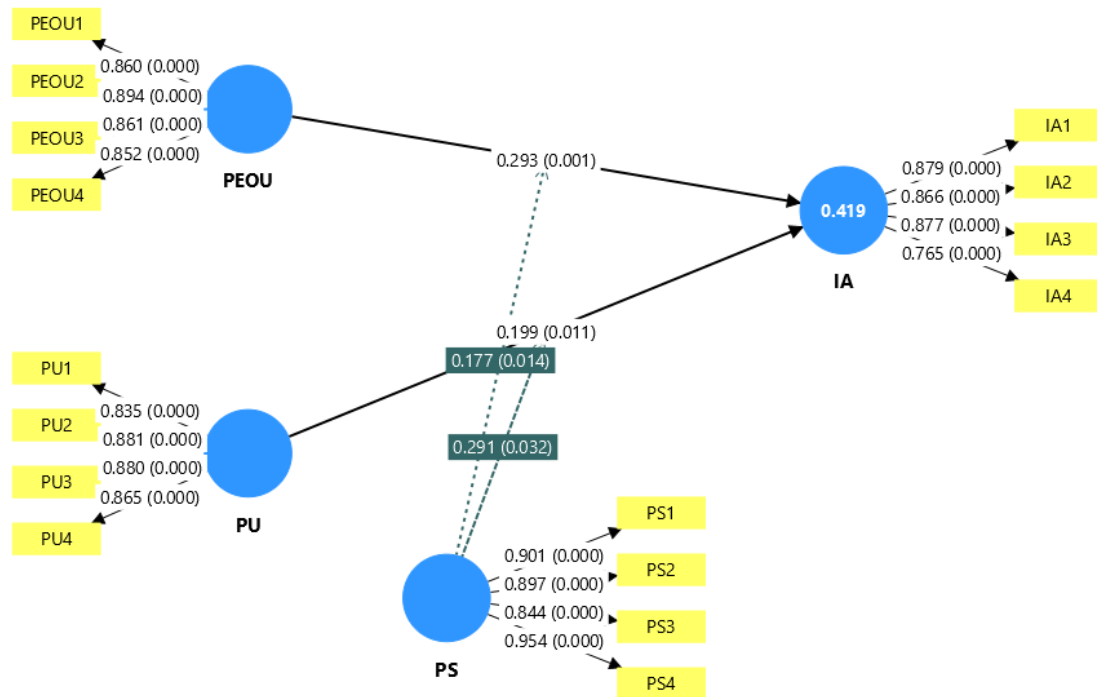 PEOU1
PEOU2
PEOU3
PEOU4
0.860 (0.000)
0.894 (0.000)
0.861 (0.000)
0.852 (0.000)
PEOU
0.293 (0.001)
0.419
IA
0.879 (0.000)
0.866 (0.000)
0.877 (0.000)
0.765 (0.000)
IA1
IA2
IA3
IA4
0.199 (0.011)
0.177 (0.014)
0.291 (0.032)
PU1
PU2
PU3
PU4
0.835 (0.000)
0.881 (0.000)
0.880 (0.000)
0.865 (0.000)
PU
PS
0.901 (0.000)
0.897 (0.000)
0.844 (0.000)
0.954 (0.000)
PS1
PS2
PS3
PS4